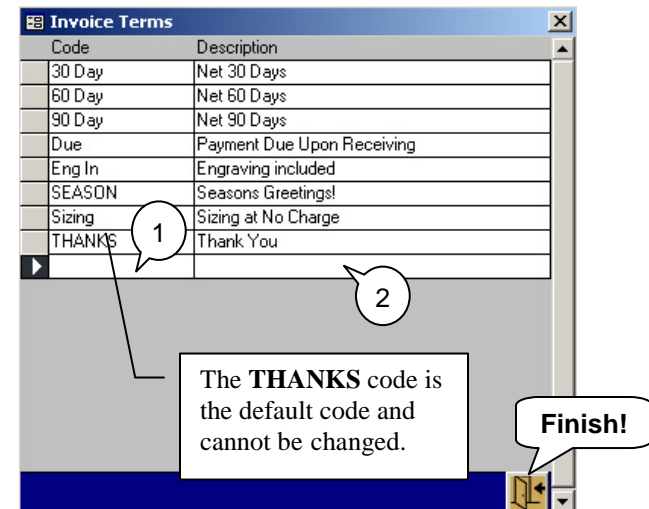 Invoice Terms
Code Description
30 Day Net 30 Days
60 Day Net 60 Days
90 Day Net 90 Days
Due Payment Due Upon Receiving
Eng In Engraving included
SEASON Seasons Greetings!
Sizing Sizing at No Charge
THANKS Thank You
1
2
The THANKS code is
the default code and
cannot be changed.
Finish!